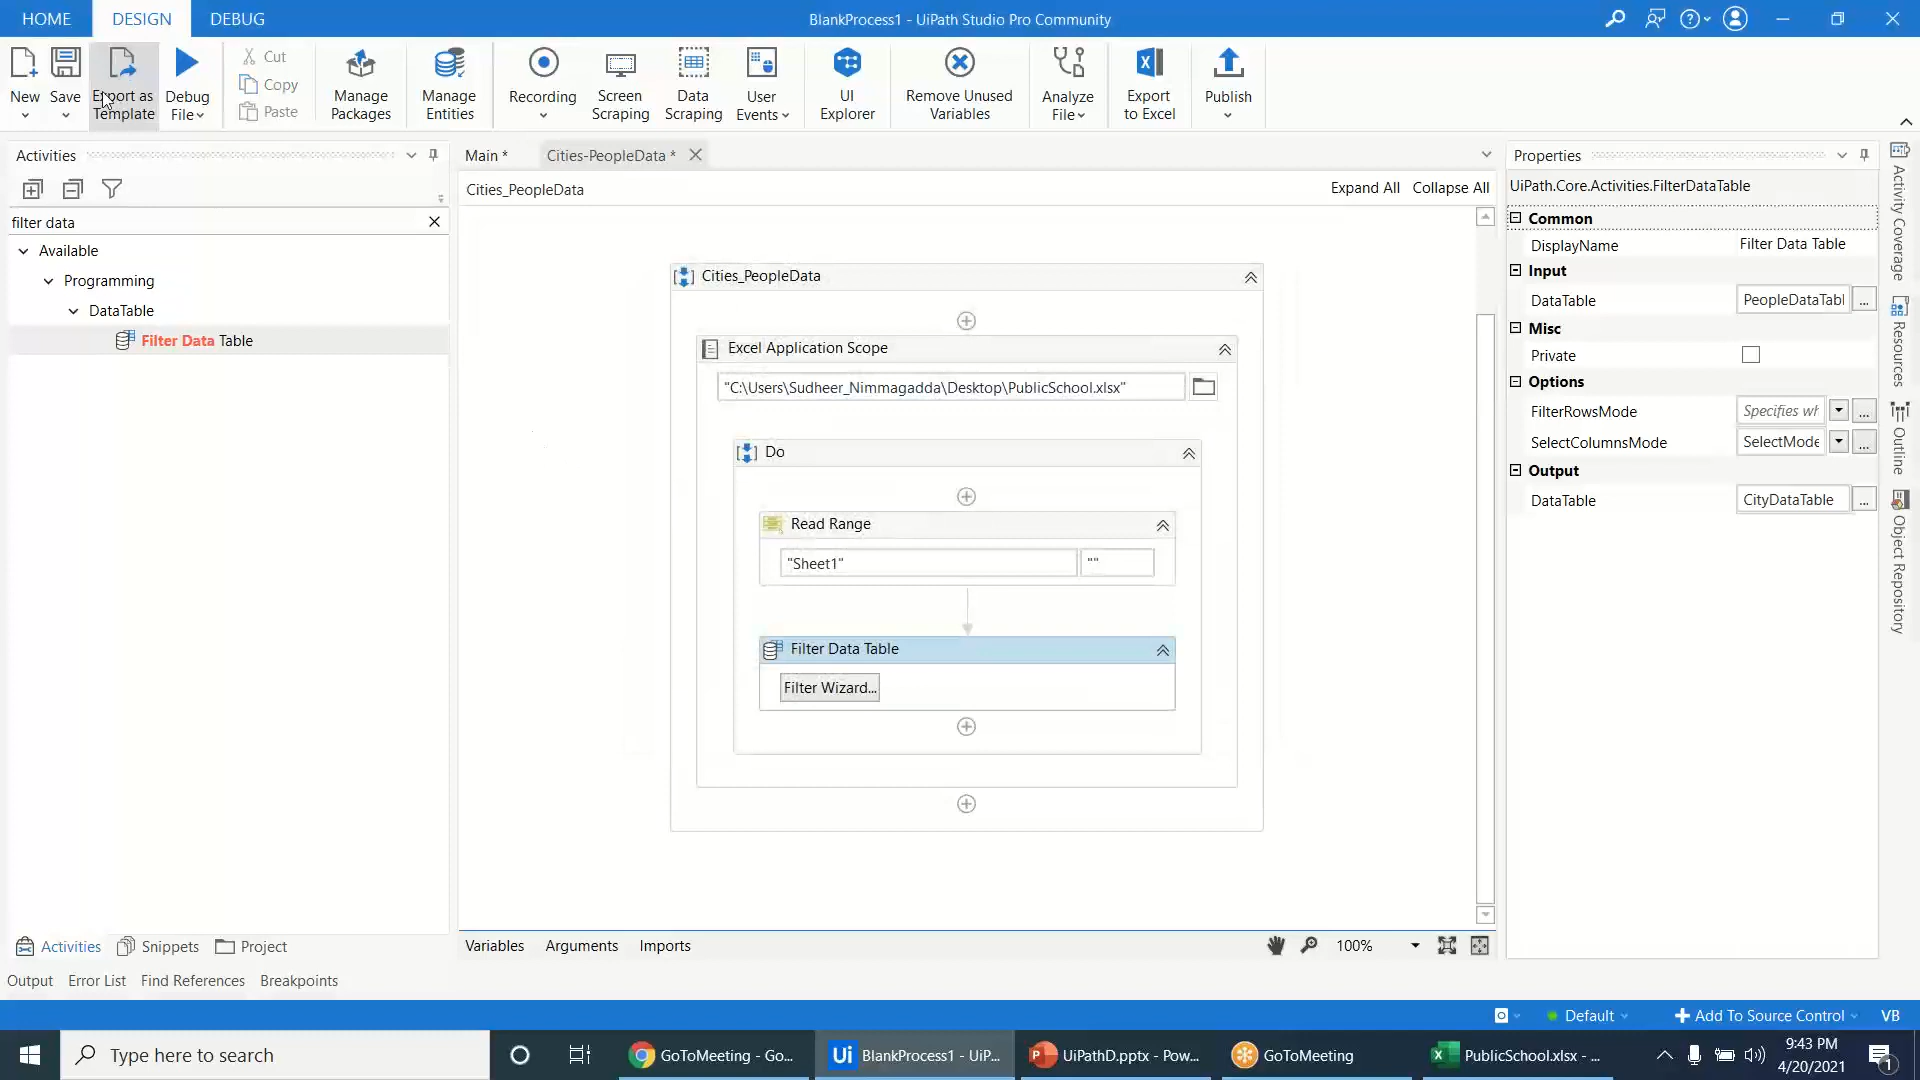 HOME DESIGN DEBUG
BlankProcess1 - UiPath Studio Pro Community
New
Save
Export as
Template
Debug
File
Cut
Copy
Paste
Manage
Packages
Manage
Entities
Recording
Screen
Scraping
Data
Scraping
User
Events
UI
Explorer
Remove Unused
Variables
Analyze
File
Export
to Excel
Publish
Activities
filter data
Available
Programming
DataTable
Filter Data Table
Main *
Cities-PeopleData *
Cities_PeopleData
Expand All Collapse All
Cities_PeopleData
Excel Application Scope
"C:\Users\Sudheer_Nimmagadda\Desktop\PublicSchool.xlsx"
Do
Read Range
"Sheet1"
""
Filter Data Table
Filter Wizard...
Properties
UiPath.Core.Activities.FilterDataTable
Common
DisplayName Filter Data Table
Input
DataTable PeopleDataTabl ...
Misc
Private
Options
FilterRowsMode Specifies wh ...
SelectColumnsMode SelectMode ...
Output
DataTable CityDataTable ...
Activity Coverage
Resources
Outline
Object Repository
Activities Snippets Project
Variables Arguments Imports
100%
Output Error List Find References Breakpoints
Default
Add To Source Control
VB
Type here to search
GoToMeeting - Go...
Ui
BlankProcess1 - UiP...
UiPathD.pptx - Pow...
GoToMeeting
PublicSchool.xlsx - ...
9:43 PM
4/20/2021
1